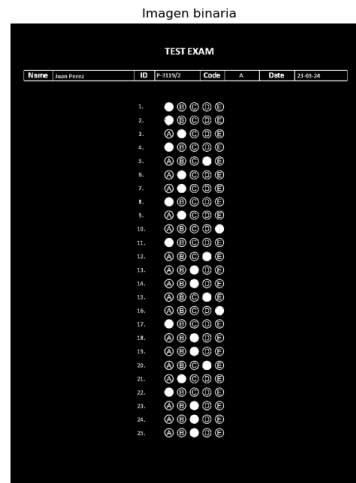 Imagen binaria
TEST EXAM
Name Juan Perez ID P-3119/2 Code A Date 23-03-24
1. B C D E
2. B C D E
3. A C D E
4. B C D E
5. A B C E
6. A C D E
7. A C D E
8. B C D E
9. A C D E
10. A B C D
11. B C D E
12. A B C E
13. A B D E
14. A B D E
15. A B C E
16. A B C D
17. B C D E
18. A B D E
19. A B D E
20. A B C E
21. A C D E
22. B C D E
23. A B D E
24. A B D E
25. A B D E